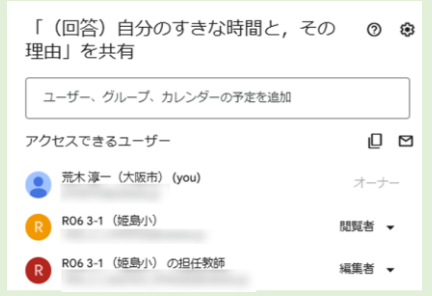 「（回答）自分のすきな時間と，その
理由」を共有
ユーザー、グループ、カレンダーの予定を追加
アクセスできるユーザー
荒木 淳一（大阪市） (you)
オーナー
R
R06 3-1（姫島小）
閲覧者
R
R06 3-1（姫島小） の担任教師
編集者